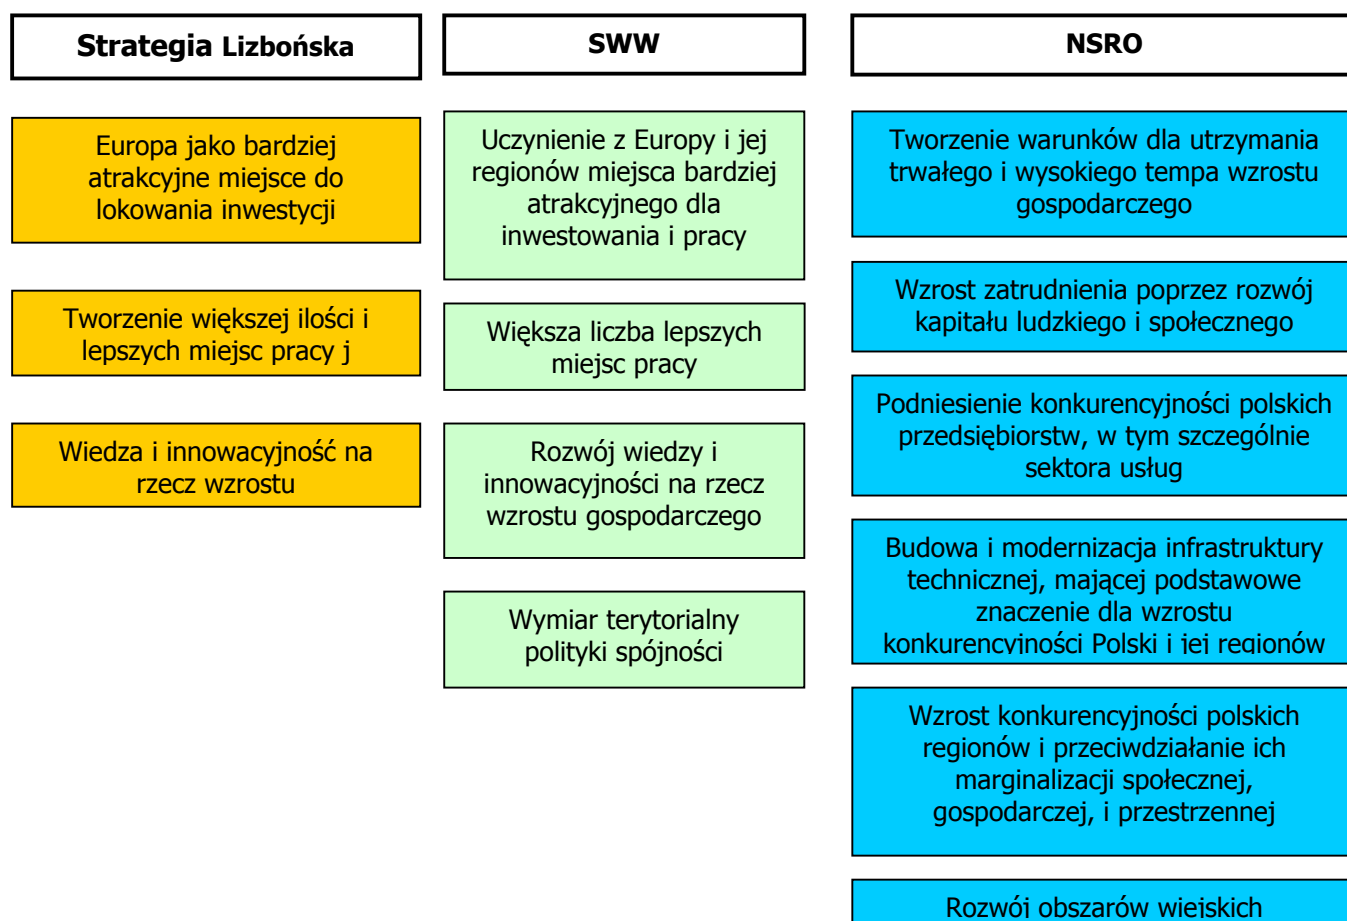 Strategia Lizbońska
Europa jako bardziej
atrakcyjne miejsce do
lokowania inwestycji
Tworzenie większej ilości i
lepszych miejsc pracy j
Wiedza i innowacyjność na
rzecz wzrostu
SWW
Uczynienie z Europy i jej
regionów miejsca bardziej
atrakcyjnego dla
inwestowania i pracy
Większa liczba lepszych
miejsc pracy
Rozwój wiedzy i
innowacyjności na rzecz
wzrostu gospodarczego
Wymiar terytorialny
polityki spójności
NSRO
Tworzenie warunków dla utrzymania
trwałego i wysokiego tempa wzrostu
gospodarczego
Wzrost zatrudnienia poprzez rozwój
kapitału ludzkiego i społecznego
Podniesienie konkurencyjności polskich
przedsiębiorstw, w tym szczególnie
sektora usług
Budowa i modernizacja infrastruktury
technicznej, mającej podstawowe
znaczenie dla wzrostu
konkurencyjności Polski i jej regionów
Wzrost konkurencyjności polskich
regionów i przeciwdziałanie ich
marginalizacji społecznej,
gospodarczej, i przestrzennej
Rozwój obszarów wiejskich